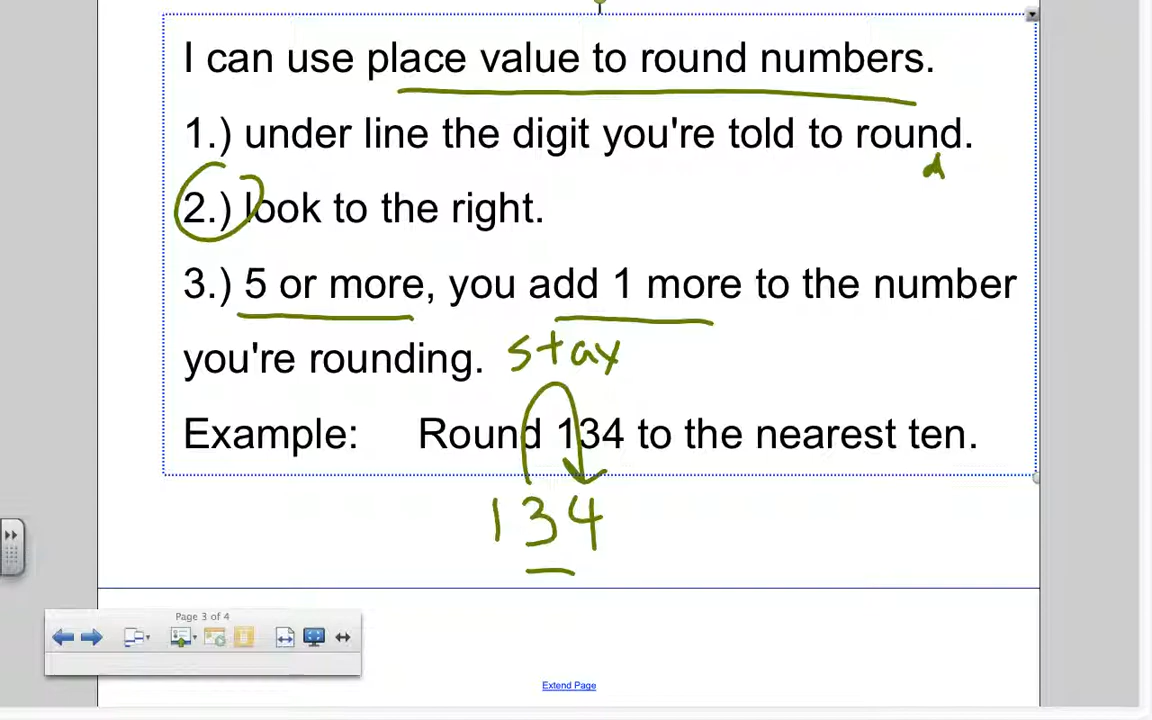 I can use place value to round numbers.
1.) under line the digit you're told to round.
2.) look to the right.
3.) 5 or more, you add 1 more to the number
you're rounding. stay
Example: Round 134 to the nearest ten.
134
Page 3 of 4
Extend Page